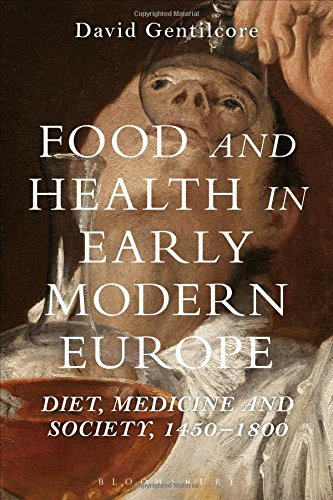 David Gentilcore
FOOD AND
HEALTH IN
EARLY
MODERN
EUROPE
DIET, MEDICINE AND
SOCIETY, 1450–1800
BLOOMSBURY